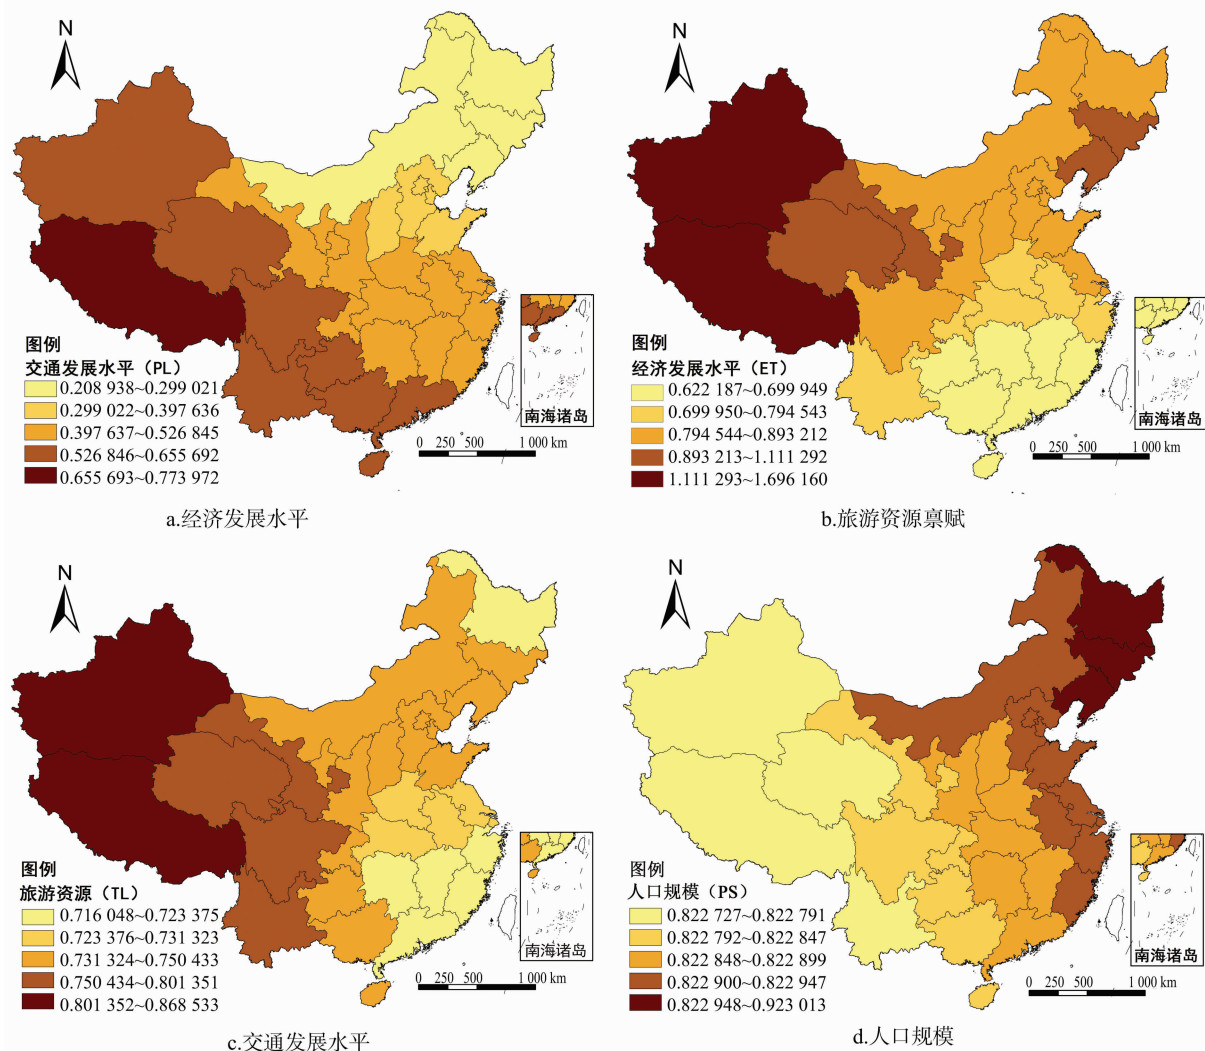 N
图例
交通发展水平（PL）
0.208 938~0.299 021
0.299 022~0.397 636
0.397 637~0.526 845
0.526 846~0.655 692
0.655 693~0.773 972
0 250 500 1 000 km
南海诸岛
a.经济发展水平
N
图例
经济发展水平（ET）
0.622 187~0.699 949
0.699 950~0.794 543
0.794 544~0.893 212
0.893 213~1.111 292
1.111 293~1.696 160
0 250 500 1 000 km
南海诸岛
b.旅游资源禀赋
N
图例
旅游资源（TL）
0.716 048~0.723 375
0.723 376~0.731 323
0.731 324~0.750 433
0.750 434~0.801 351
0.801 352~0.868 533
0 250 500 1 000 km
南海诸岛
c.交通发展水平
N
图例
人口规模（PS）
0.822 727~0.822 791
0.822 792~0.822 847
0.822 848~0.822 899
0.822 900~0.822 947
0.822 948~0.923 013
0 250 500 1 000 km
南海诸岛
d.人口规模